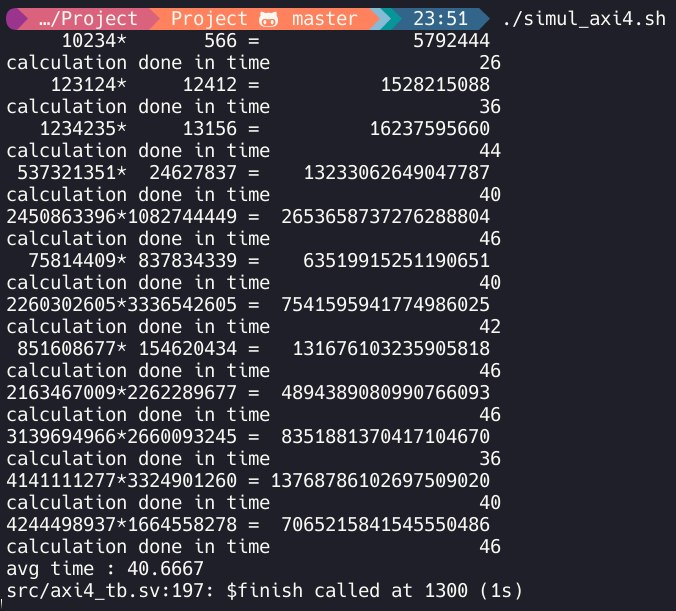 …/Project Project master 23:51 ./simul_axi4.sh
10234* 566 = 5792444
calculation done in time 26
123124* 12412 = 1528215088
calculation done in time 36
1234235* 13156 = 16237595660
calculation done in time 44
537321351* 24627837 = 13233062649047787
calculation done in time 40
2450863396*1082744449 = 2653658737276288804
calculation done in time 46
75814409* 837834339 = 63519915251190651
calculation done in time 40
2260302605*3336542605 = 7541595941774986025
calculation done in time 42
851608677* 154620434 = 131676103235905818
calculation done in time 46
2163467009*2262289677 = 4894389080990766093
calculation done in time 46
3139694966*2660093245 = 8351881370417104670
calculation done in time 36
4141111277*3324901260 = 13768786102697509020
calculation done in time 40
4244498937*1664558278 = 7065215841545550486
calculation done in time 46
avg time : 40.6667
src/axi4_tb.sv:197: $finish called at 1300 (1s)